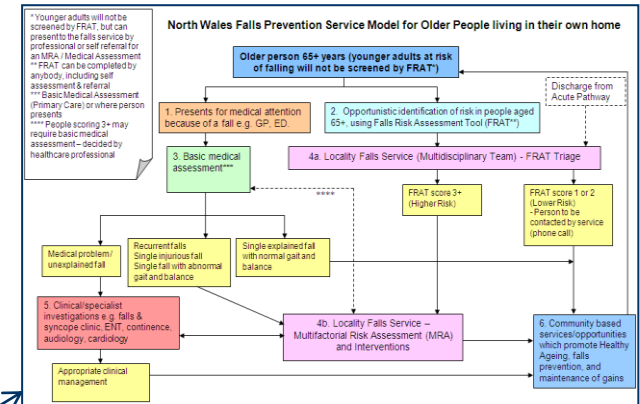 * Younger adults will not be
screened by FRAT, but can
present to the falls service by
professional or self referral for
an MRA / Medical Assessment
** FRAT can be completed by
anybody, including self
assessment & referral
*** Basic Medical Assessment
(Primary Care) or where person
presents
**** People scoring 3+ may
require basic medical
assessment – decided by
healthcare professional
North Wales Falls Prevention Service Model for Older People living in their own home
Older person 65+ years (younger adults at risk
of falling will not be screened by FRAT*)
Discharge from
Acute Pathway
1. Presents for medical attention
because of a fall e.g. GP, ED.
2. Opportunistic identification of risk in people aged
65+, using Falls Risk Assessment Tool (FRAT**)
3. Basic medical
assessment***
4a. Locality Falls Service (Multidisciplinary Team) - FRAT Triage
****
FRAT score 3+
(Higher Risk)
FRAT score 1 or 2
(Lower Risk)
- Person to be
contacted by service
(phone call)
Medical problem /
unexplained fall
Recurrent falls
Single injurious fall
Single fall with abnormal
gait and balance
Single explained fall
with normal gait and
balance
5. Clinical/specialist
investigations e.g. falls &
syncope clinic, ENT, continence,
audiology, cardiology
4b. Locality Falls Service –
Multifactorial Risk Assessment (MRA)
and Interventions
6. Community based
services/opportunities
which promote Healthy
Ageing, falls
prevention, and
maintenance of gains
Appropriate clinical
management